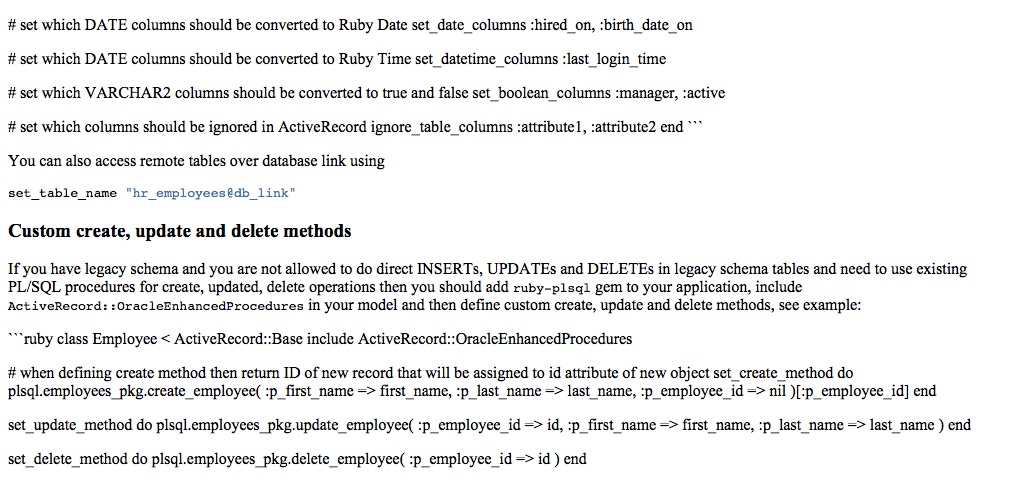 # set which DATE columns should be converted to Ruby Date set_date_columns :hired_on, :birth_date_on
# set which DATE columns should be converted to Ruby Time set_datetime_columns :last_login_time
# set which VARCHAR2 columns should be converted to true and false set_boolean_columns :manager, :active
# set which columns should be ignored in ActiveRecord ignore_table_columns :attribute1, :attribute2 end ```
You can also access remote tables over database link using
set_table_name "hr_employees@db_link"
Custom create, update and delete methods
If you have legacy schema and you are not allowed to do direct INSERTs, UPDATEs and DELETEs in legacy schema tables and need to use existing
PL/SQL procedures for create, updated, delete operations then you should add ruby-plsql gem to your application, include
ActiveRecord::OracleEnhancedProcedures in your model and then define custom create, update and delete methods, see example:
```ruby class Employee < ActiveRecord::Base include ActiveRecord::OracleEnhancedProcedures
# when defining create method then return ID of new record that will be assigned to id attribute of new object set_create_method do
plsql.employees_pkg.create_employee( :p_first_name => first_name, :p_last_name => last_name, :p_employee_id => nil )[:p_employee_id] end
set_update_method do plsql.employees_pkg.update_employee( :p_employee_id => id, :p_first_name => first_name, :p_last_name => last_name ) end
set_delete_method do plsql.employees_pkg.delete_employee( :p_employee_id => id ) end